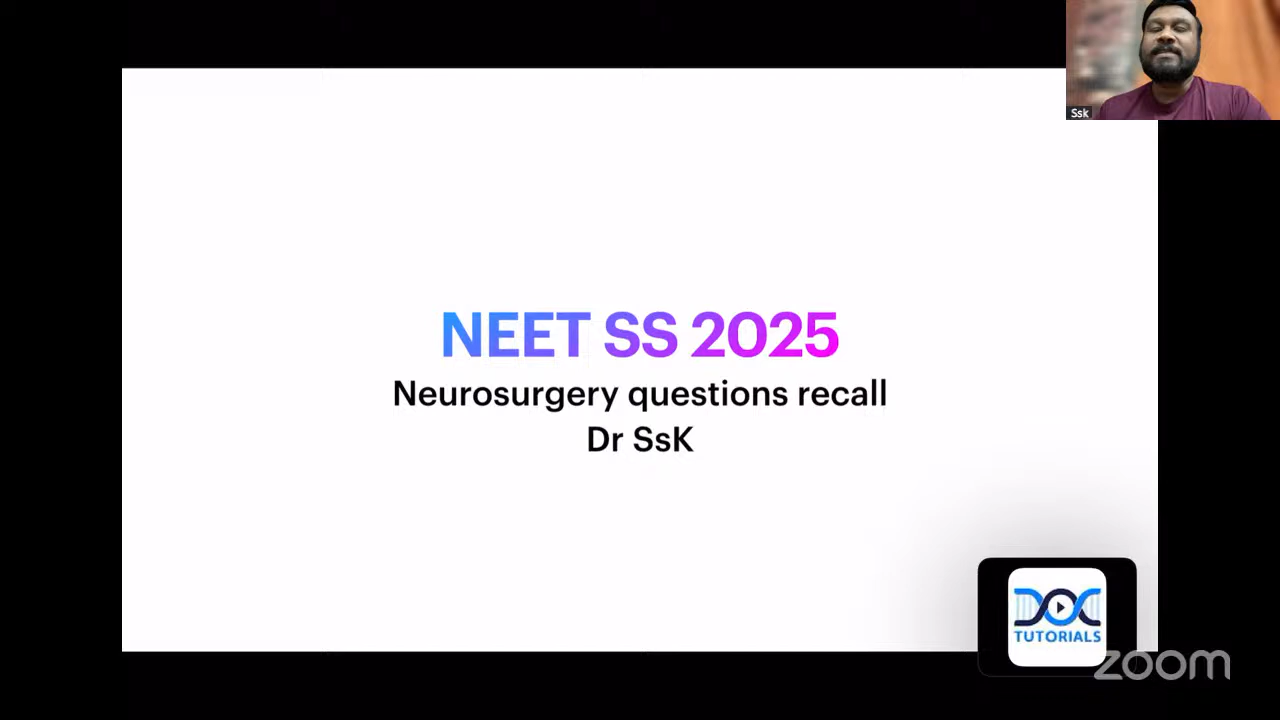 Ssk
NEET SS 2025
Neurosurgery questions recall
Dr SsK
DOC
TUTORIALS
zoom